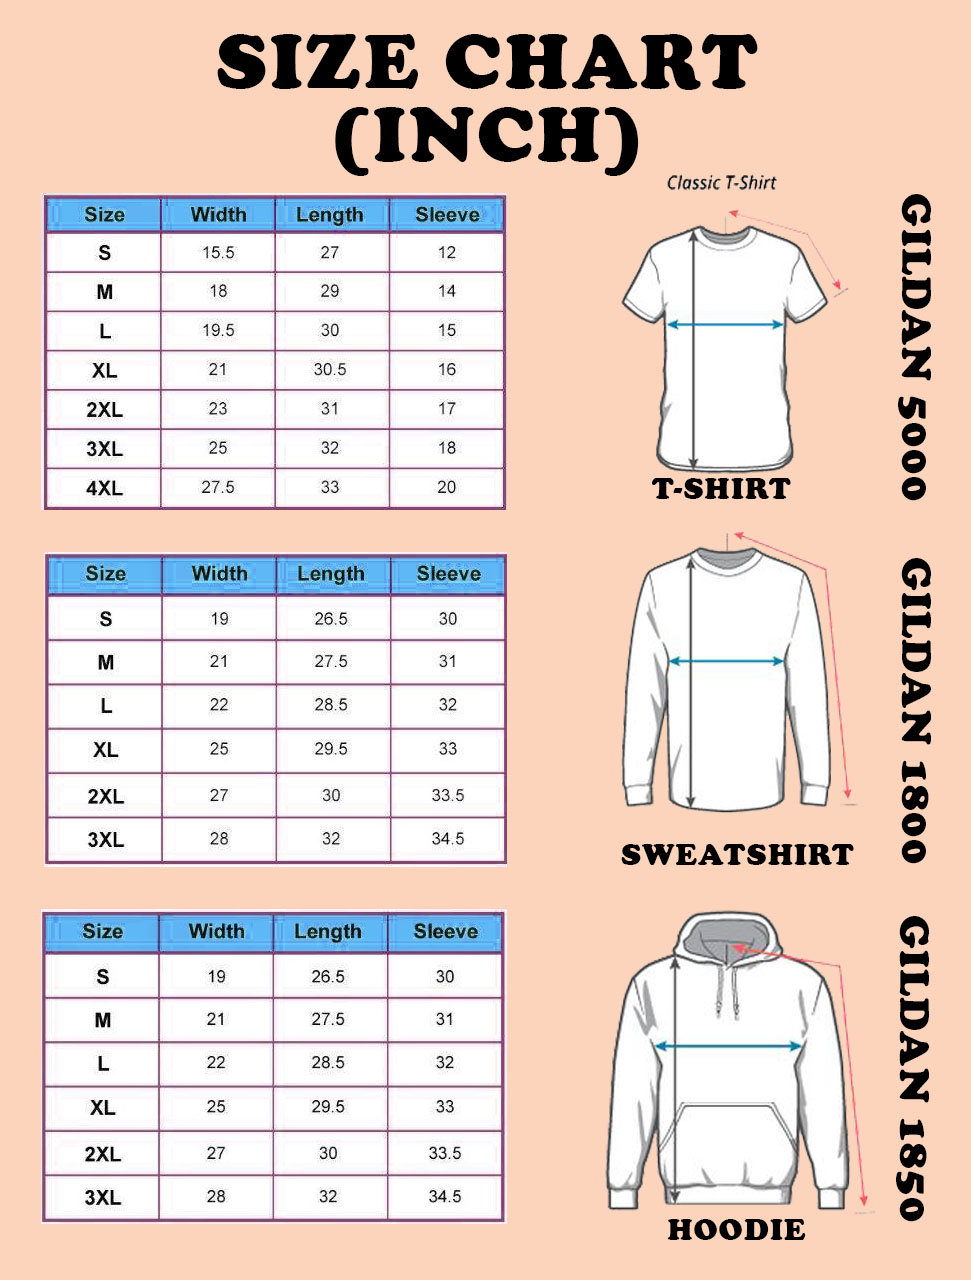 SIZE CHART
(INCH)
Classic T-Shirt
Size Width Length Sleeve
S 15.5 27 12
M 18 29 14
L 19.5 30 15
XL 21 30.5 16
2XL 23 31 17
3XL 25 32 18
4XL 27.5 33 20
T-SHIRT
GILDAN 5000
Size Width Length Sleeve
S 19 26.5 30
M 21 27.5 31
L 22 28.5 32
XL 25 29.5 33
2XL 27 30 33.5
3XL 28 32 34.5
SWEATSHIRT
GILDAN 1800
Size Width Length Sleeve
S 19 26.5 30
M 21 27.5 31
L 22 28.5 32
XL 25 29.5 33
2XL 27 30 33.5
3XL 28 32 34.5
HOODIE
GILDAN 1850